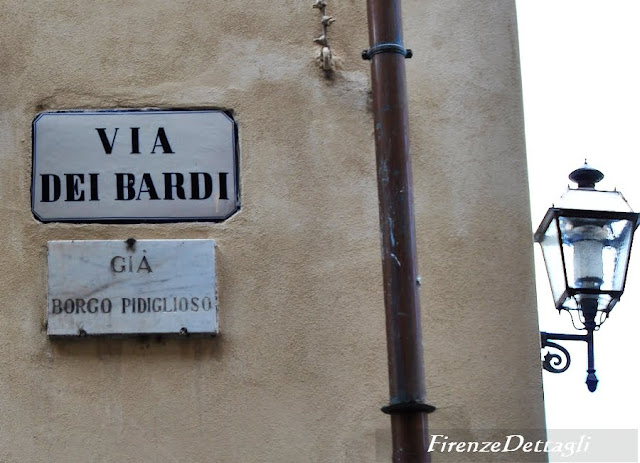 VIA
DEI BARDI
GIÀ
BORGO PIDIGLIOSO
FirenzeDettagli